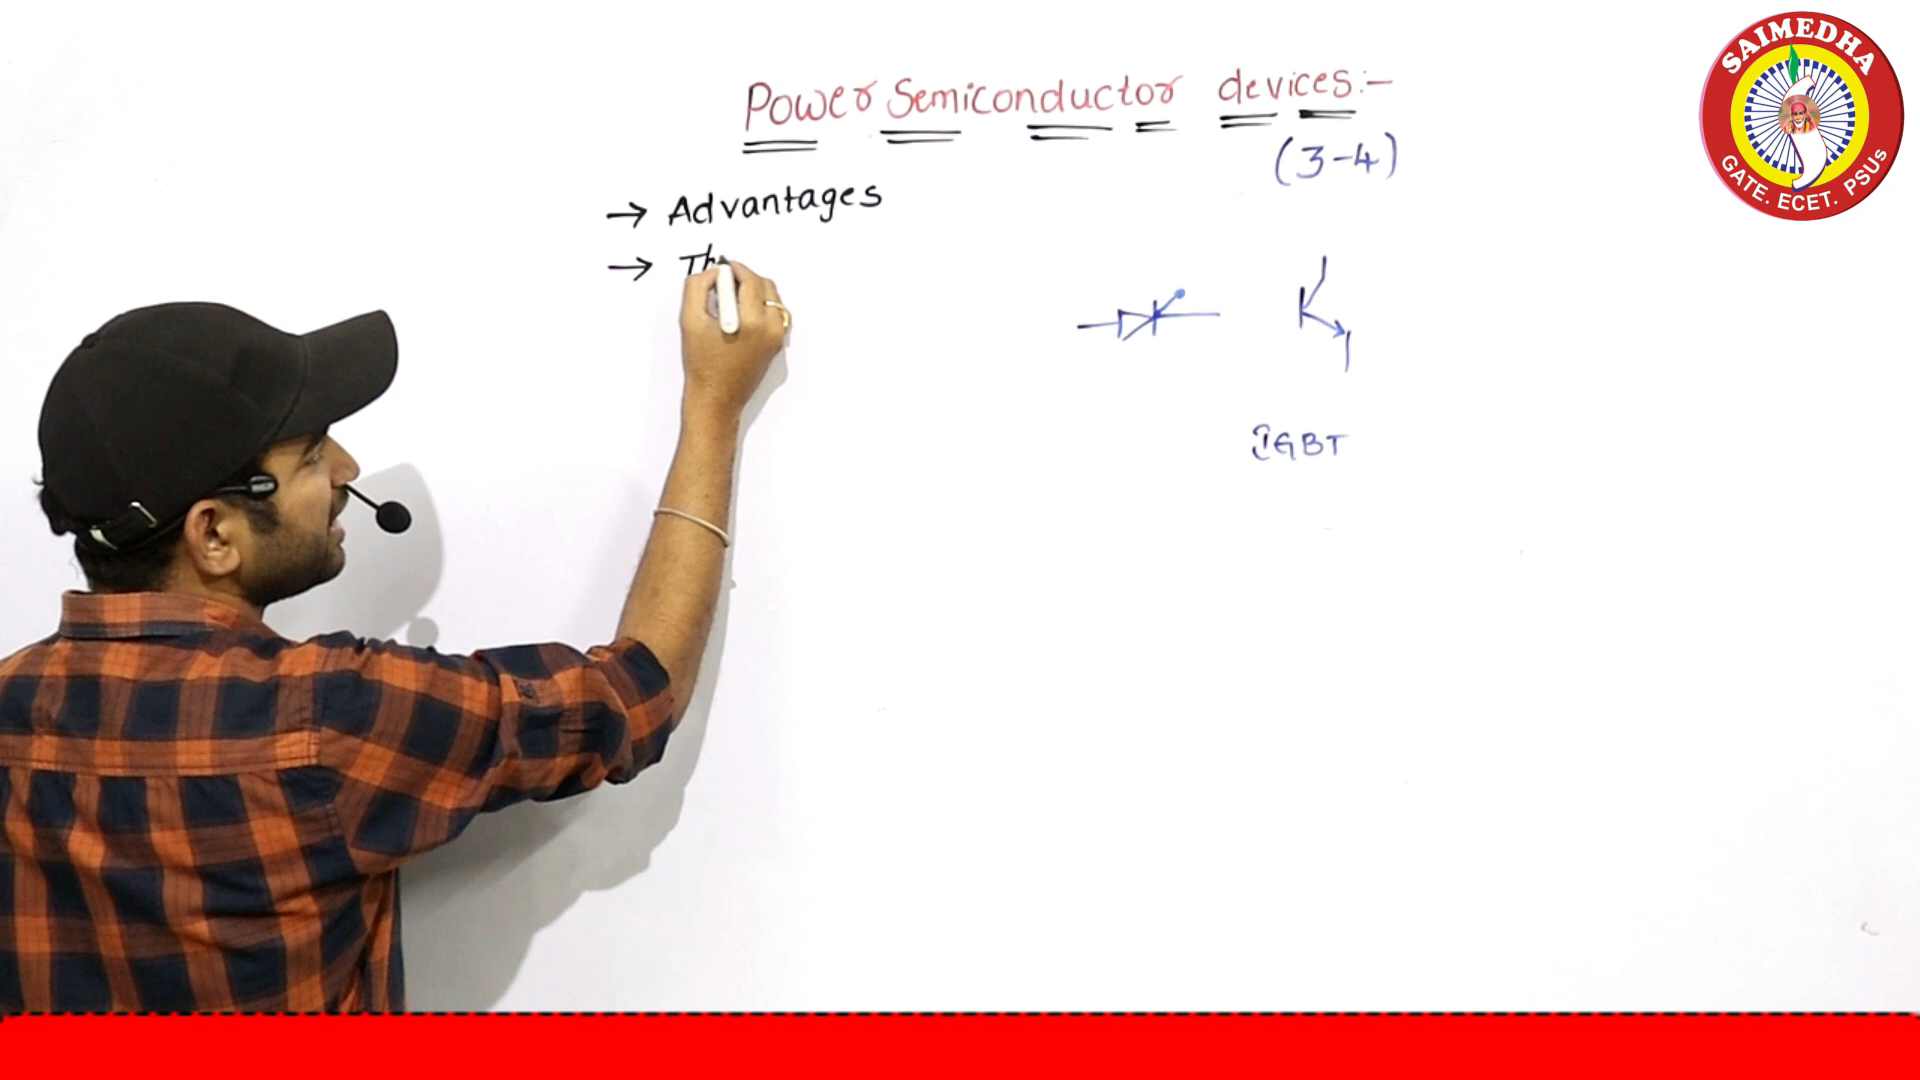 Power Semiconductor devices:-
(3-4)
→ Advantages
→ Th
IGBT
SAIMEDHA
GATE. ECET. PSUs